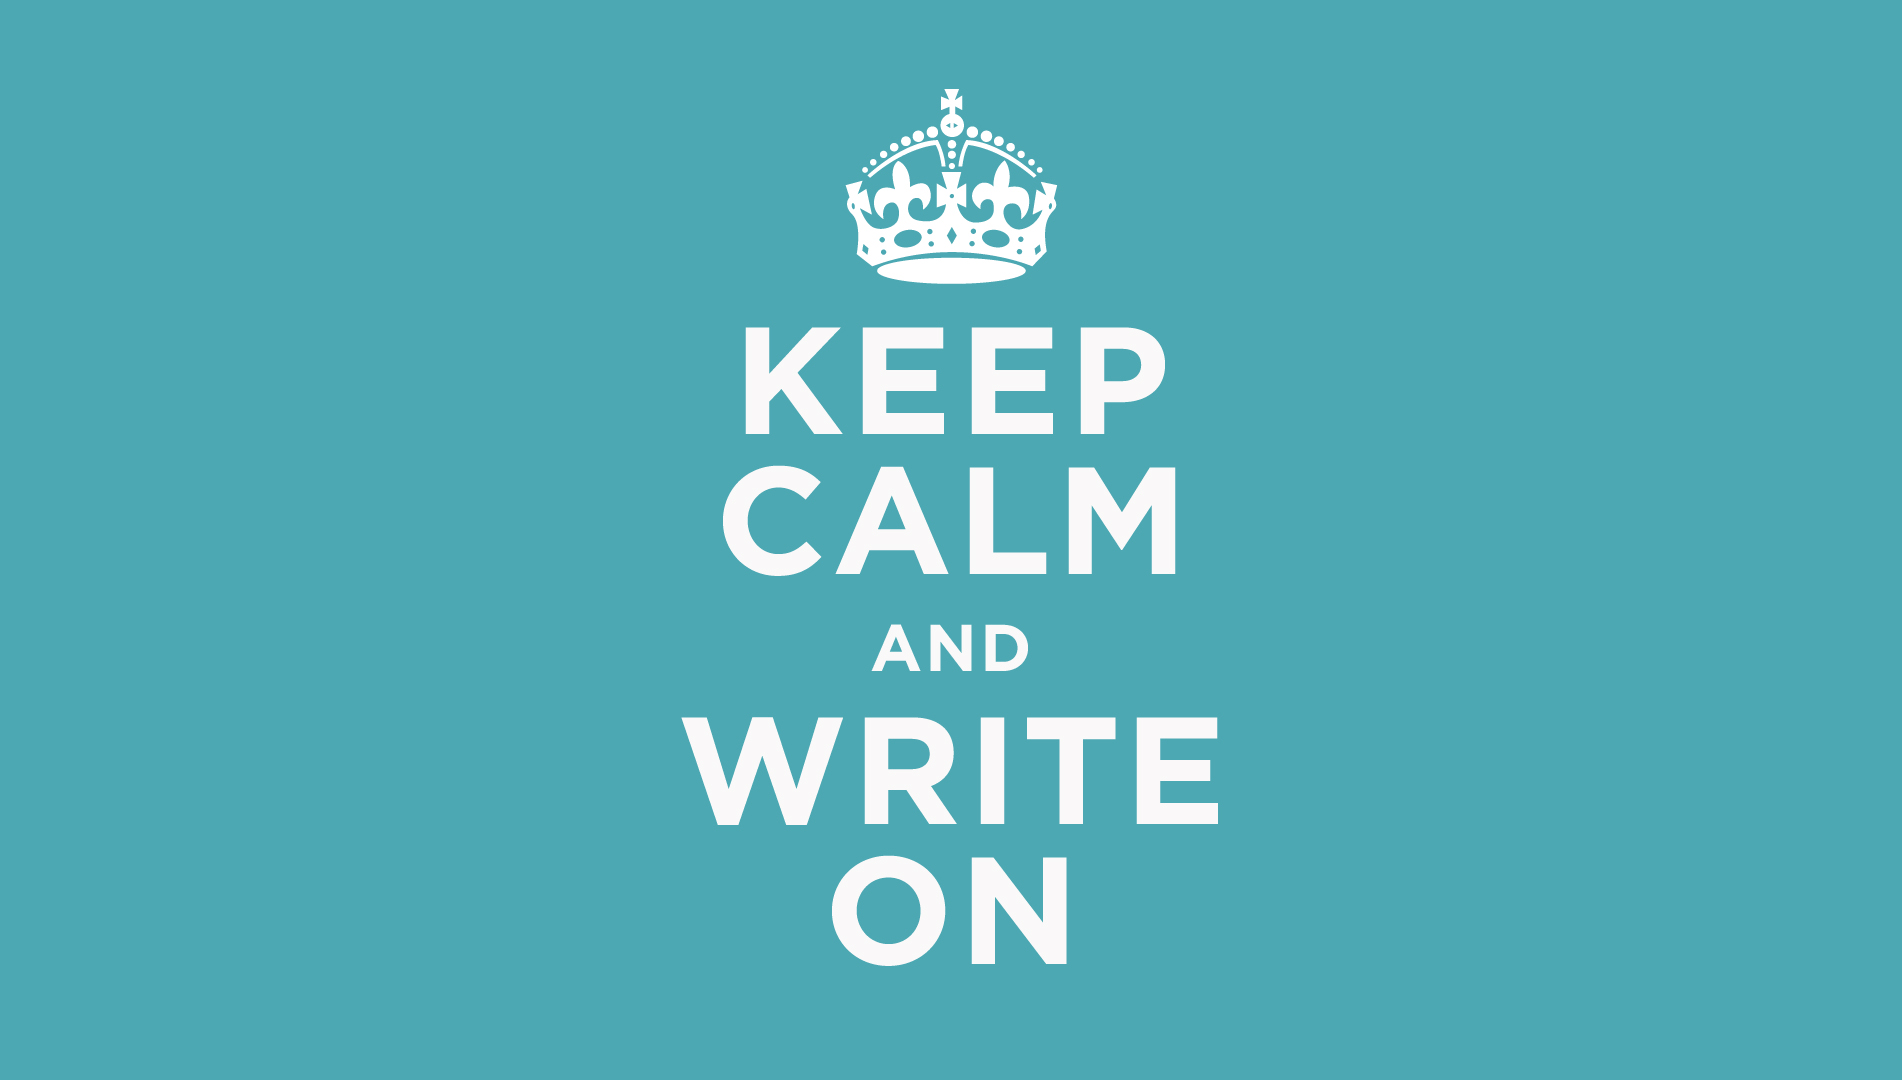 KEEP
CALM
AND
WRITE
ON